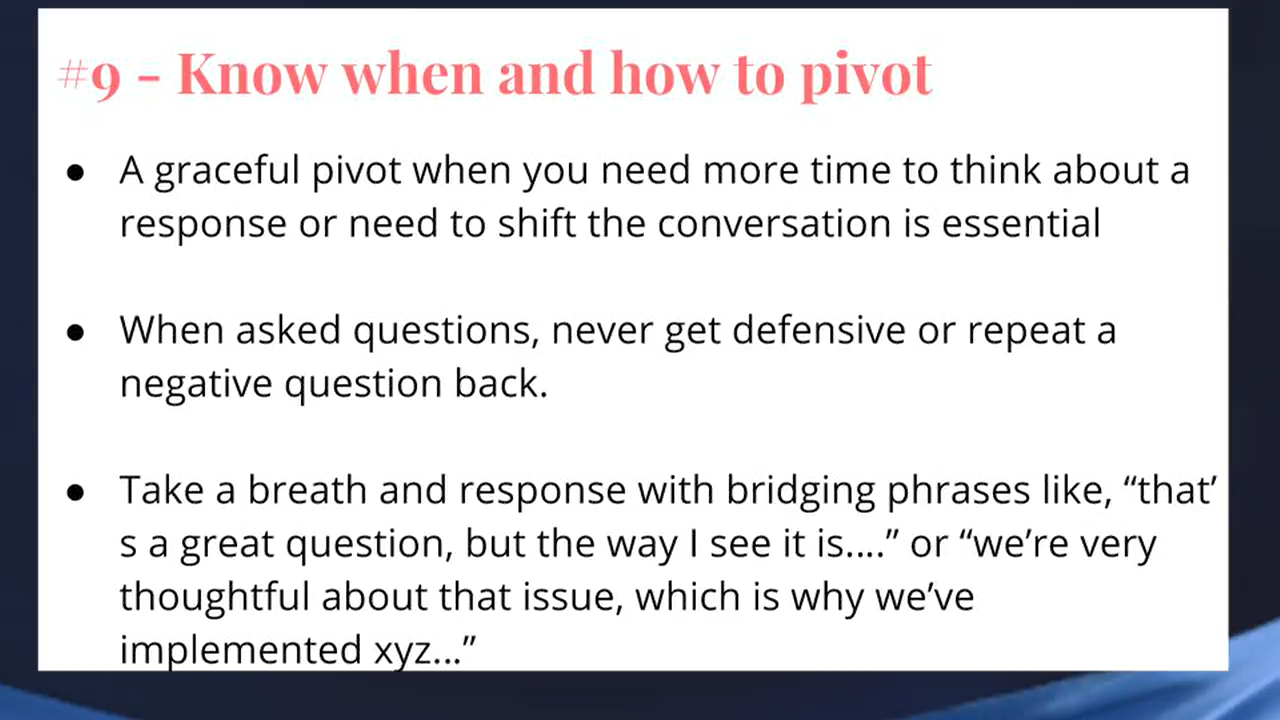 #9 - Know when and how to pivot
● A graceful pivot when you need more time to think about a
response or need to shift the conversation is essential
● When asked questions, never get defensive or repeat a
negative question back.
● Take a breath and response with bridging phrases like, “that’
s a great question, but the way I see it is....” or “we’re very
thoughtful about that issue, which is why we’ve
implemented xyz...”